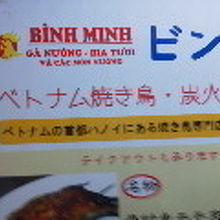 BÌNH MINH ビン
GÀ NƯỚNG - BIA TƯƠI
VÀ CÁC MÓN NƯỚNG
ベトナム焼き鳥・炭火
ベトナムの首都ハノイにある焼き鳥専門店
テイクアウトもあります
名物